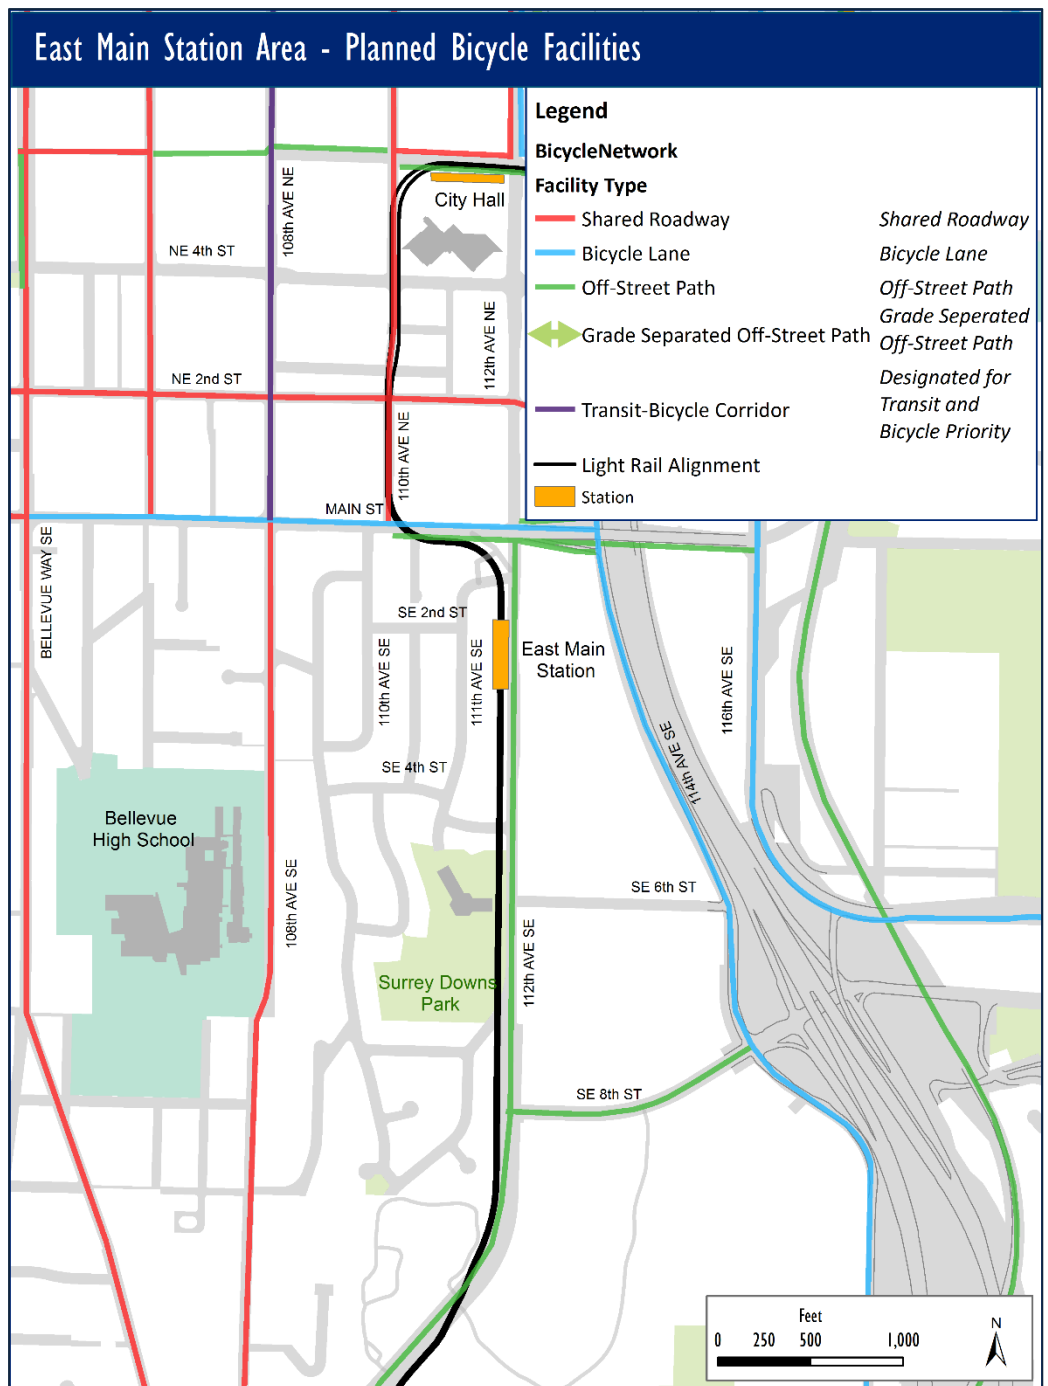 East Main Station Area - Planned Bicycle Facilities
Legend
BicycleNetwork
Facility Type
Shared Roadway
Shared Roadway
Bicycle Lane
Bicycle Lane
Off-Street Path
Off-Street Path
Grade Separated Off-Street Path
Grade Seperated
Off-Street Path
Transit-Bicycle Corridor
Designated for
Transit and
Bicycle Priority
Light Rail Alignment
Station
City Hall
108th AVE NE
NE 4th ST
112th AVE NE
NE 2nd ST
110th AVE NE
MAIN ST
BELLEVUE WAY SE
SE 2nd ST
110th AVE SE
111th AVE SE
East Main
Station
116th AVE SE
114th AVE SE
SE 4th ST
Bellevue
High School
108th AVE SE
SE 6th ST
112th AVE SE
Surrey Downs
Park
SE 8th ST
Feet
0 250 500 1,000
N